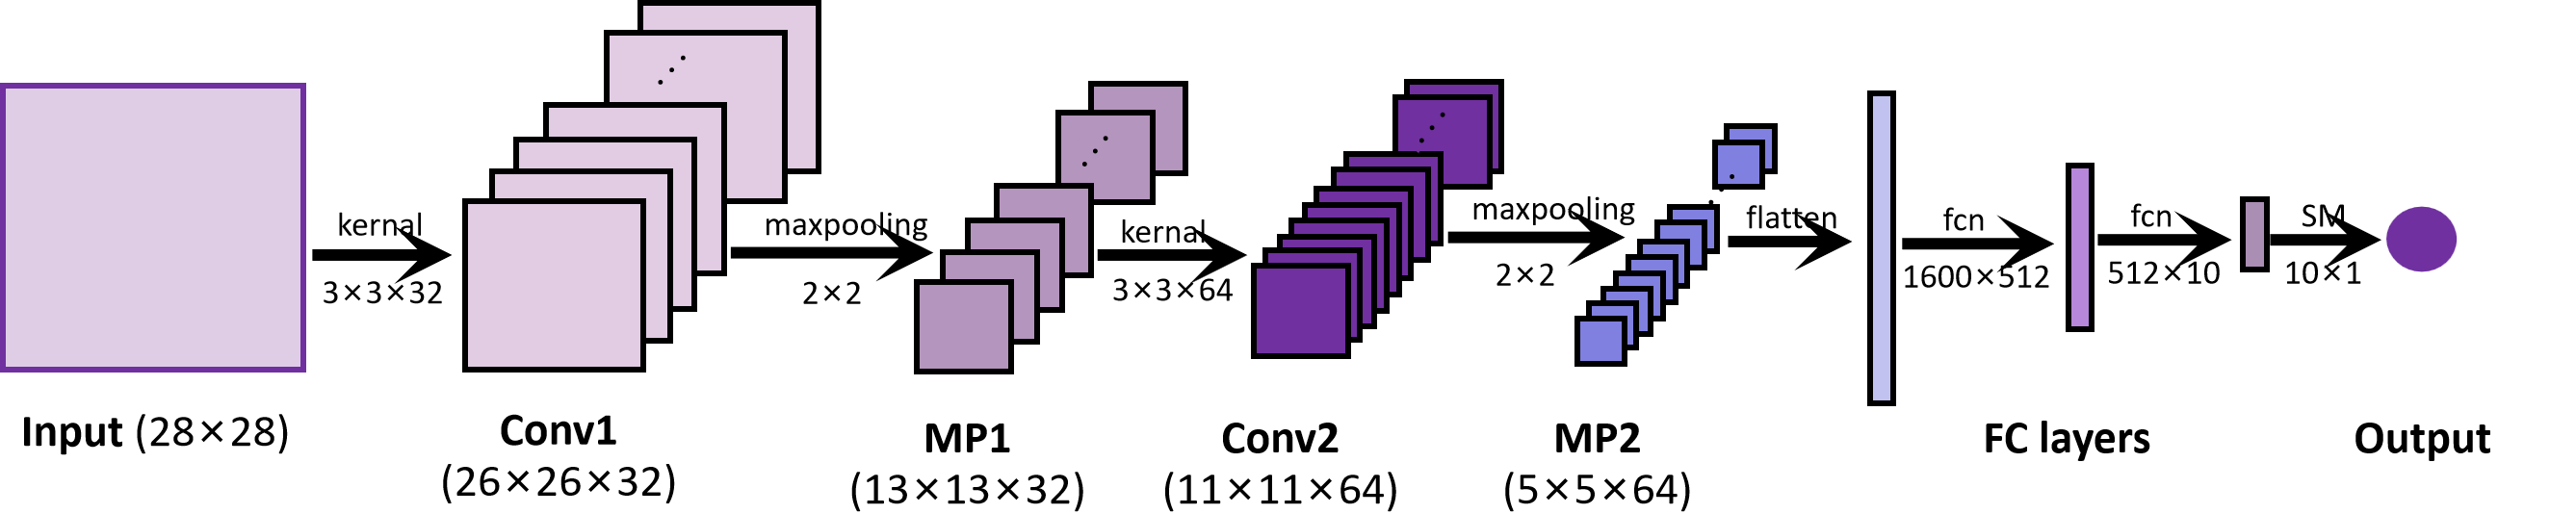 kernal
3×3×32
maxpooling
2×2
kernal
3×3×64
maxpooling
2×2
flatten
fcn
1600×512
fcn
512×10
SM
10×1
Input (28×28)
Conv1
(26×26×32)
MP1
(13×13×32)
Conv2
(11×11×64)
MP2
(5×5×64)
FC layers
Output